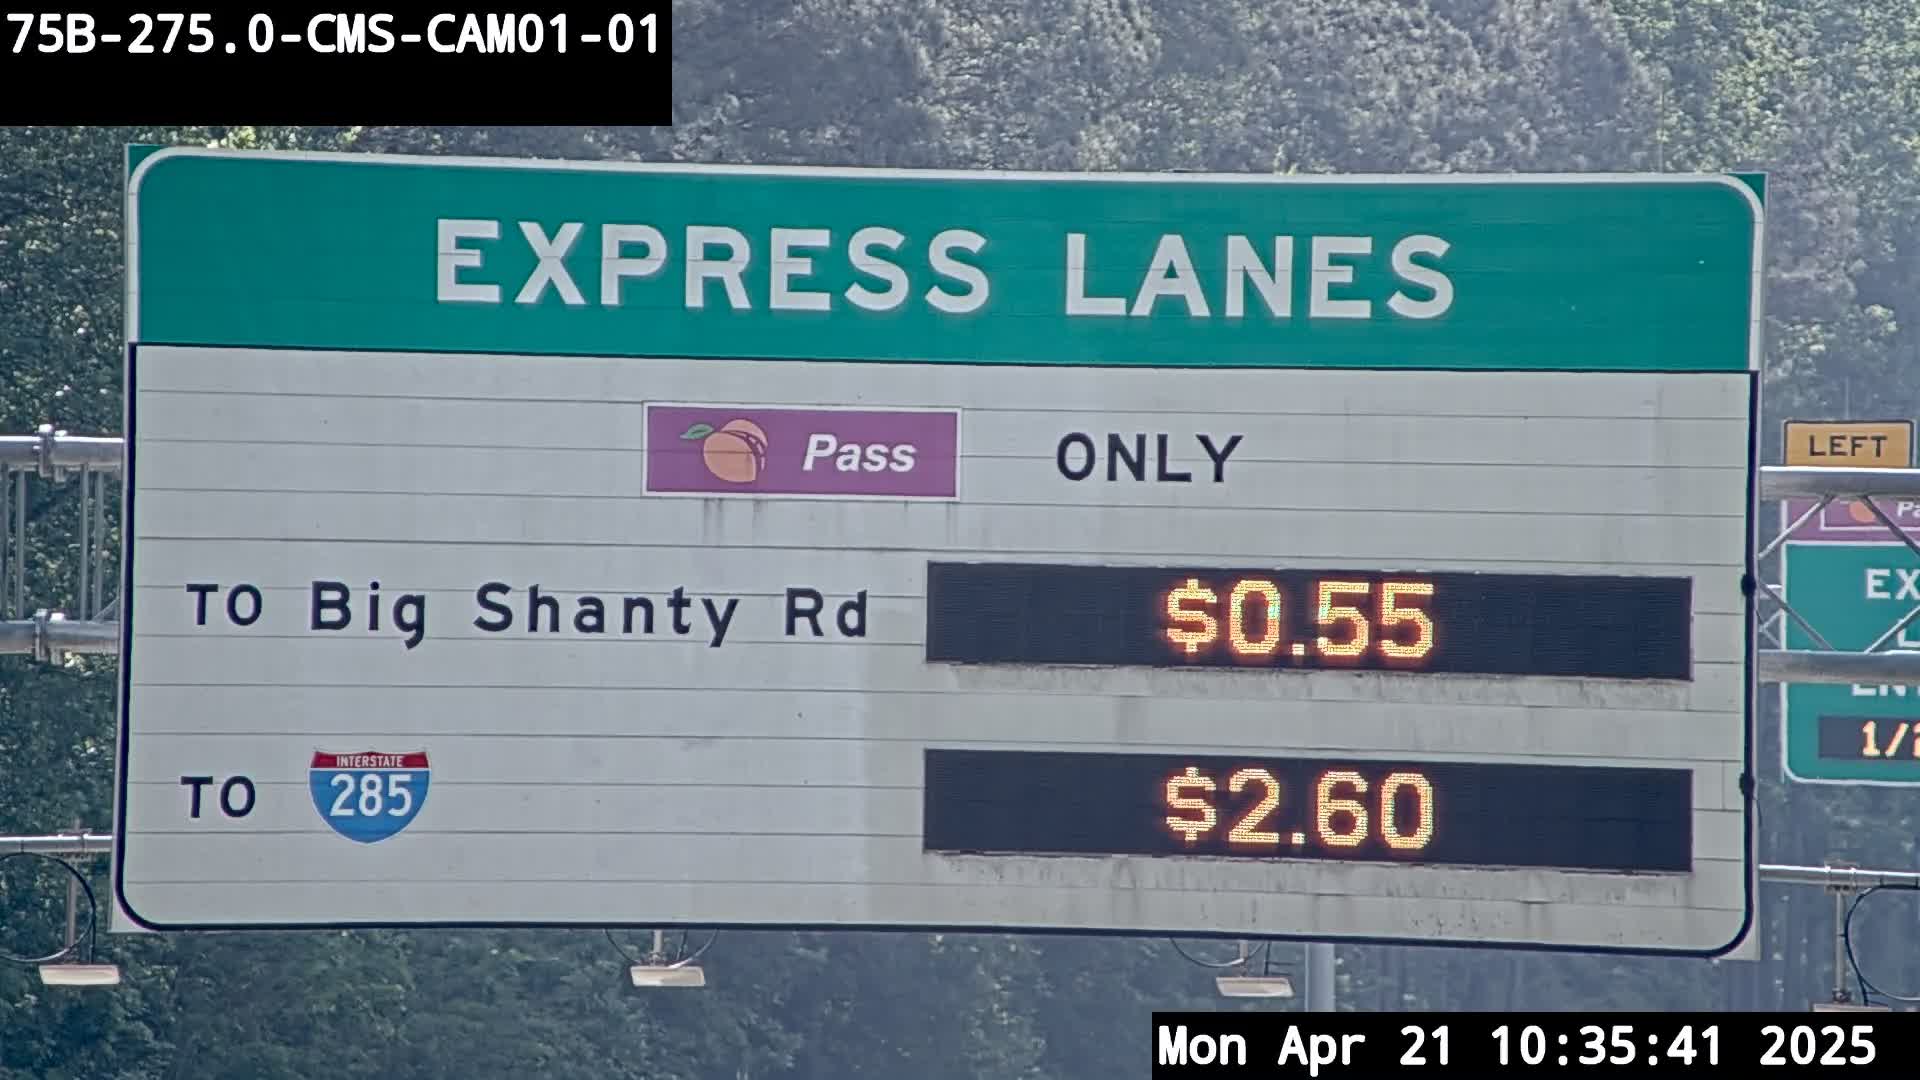 75B-275.0-CMS-CAM01-01
EXPRESS LANES
Pass ONLY
TO Big Shanty Rd $0.55
TO INTERSTATE 285 $2.60
LEFT
Mon Apr 21 10:35:41 2025